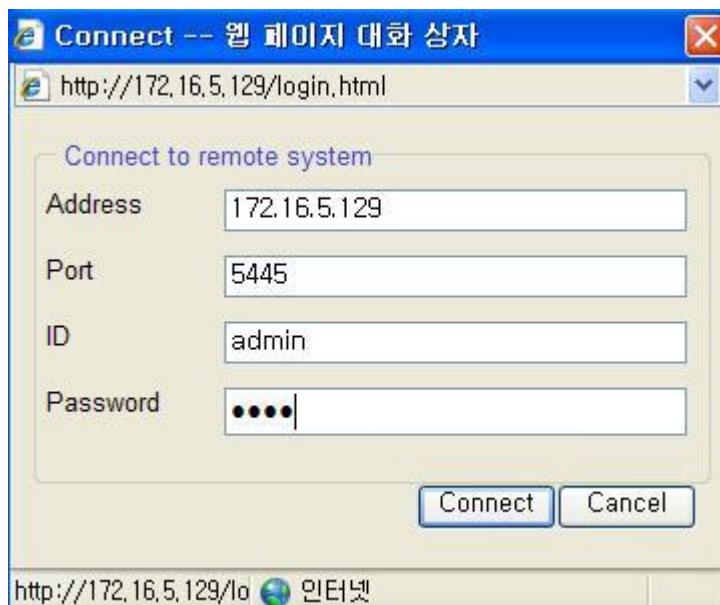 Connect -- 웹 페이지 대화 상자
http://172.16.5.129/login.html
Connect to remote system
Address 172.16.5.129
Port 5445
ID admin
Password ●●●●
Connect Cancel
http://172.16.5.129/lo 인터넷